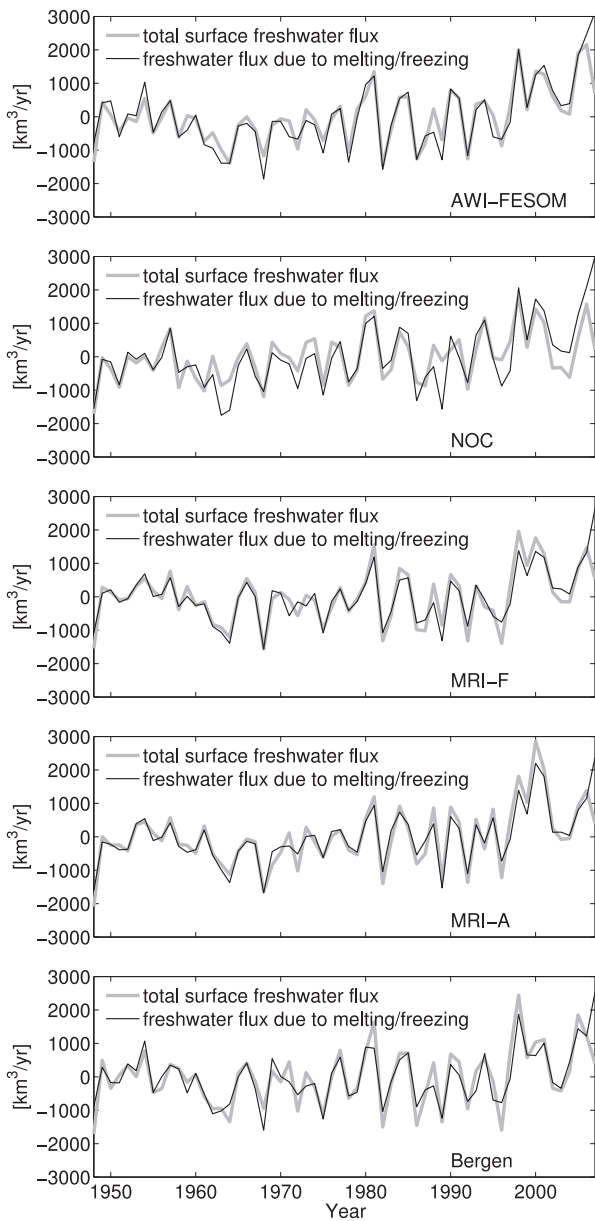 3000
2000
1000
0
−1000
−2000
−3000
[km³/yr]
total surface freshwater flux
freshwater flux due to melting/freezing
AWI−FESOM
3000
2000
1000
0
−1000
−2000
−3000
[km³/yr]
total surface freshwater flux
freshwater flux due to melting/freezing
NOC
3000
2000
1000
0
−1000
−2000
−3000
[km³/yr]
total surface freshwater flux
freshwater flux due to melting/freezing
MRI−F
3000
2000
1000
0
−1000
−2000
−3000
[km³/yr]
total surface freshwater flux
freshwater flux due to melting/freezing
MRI−A
3000
2000
1000
0
−1000
−2000
−3000
[km³/yr]
total surface freshwater flux
freshwater flux due to melting/freezing
Bergen
1950 1960 1970 1980 1990 2000
Year